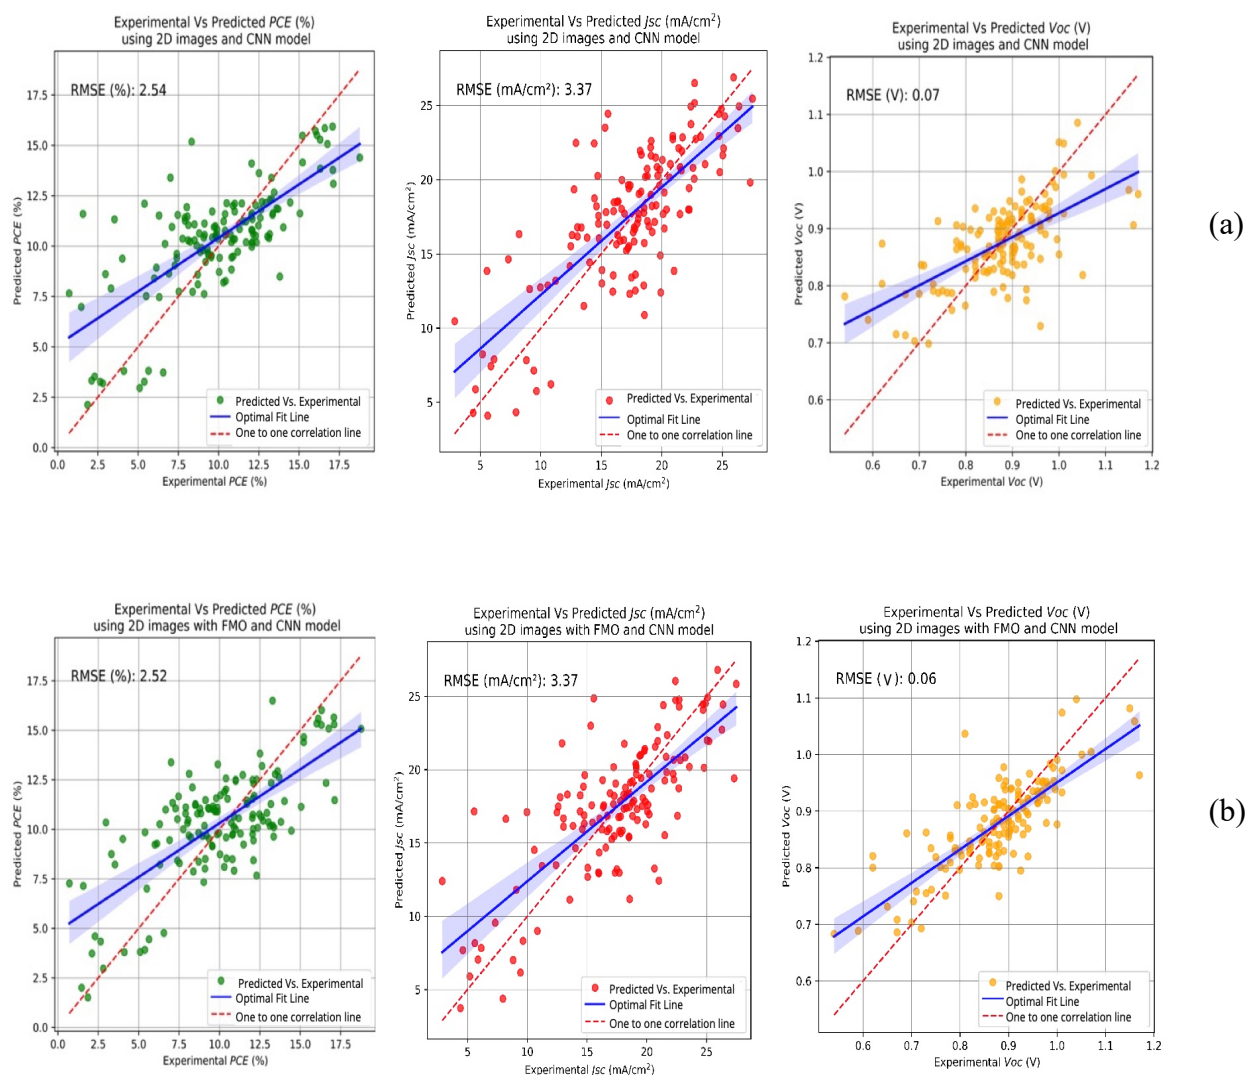 Experimental Vs Predicted PCE (%)
using 2D images and CNN model
RMSE (%): 2.54
17.5
15.0
12.5
10.0
7.5
5.0
2.5
0.0
Predicted PCE (%)
Predicted Vs. Experimental
Optimal Fit Line
One to one correlation line
0.0 2.5 5.0 7.5 10.0 12.5 15.0 17.5
Experimental PCE (%)
Experimental Vs Predicted Jsc (mA/cm²)
using 2D images and CNN model
RMSE (mA/cm²): 3.37
25
20
15
10
5
Predicted Jsc (mA/cm²)
Predicted Vs. Experimental
Optimal Fit Line
One to one correlation line
5 10 15 20 25
Experimental Jsc (mA/cm²)
Experimental Vs Predicted Voc (V)
using 2D images and CNN model
RMSE (V): 0.07
1.2
1.1
1.0
0.9
0.8
0.7
0.6
Predicted Voc (V)
Predicted Vs. Experimental
Optimal Fit Line
One to one correlation line
0.6 0.7 0.8 0.9 1.0 1.1 1.2
Experimental Voc (V)
(a)
Experimental Vs Predicted PCE (%)
using 2D images with FMO and CNN model
RMSE (%): 2.52
17.5
15.0
12.5
10.0
7.5
5.0
2.5
0.0
Predicted PCE (%)
Predicted Vs. Experimental
Optimal Fit Line
One to one correlation line
0.0 2.5 5.0 7.5 10.0 12.5 15.0 17.5
Experimental PCE (%)
Experimental Vs Predicted Jsc (mA/cm²)
using 2D images with FMO and CNN model
RMSE (mA/cm²): 3.37
25
20
15
10
5
Predicted Jsc (mA/cm²)
Predicted Vs. Experimental
Optimal Fit Line
One to one correlation line
5 10 15 20 25
Experimental Jsc (mA/cm²)
Experimental Vs Predicted Voc (V)
using 2D images with FMO and CNN model
RMSE (V): 0.06
1.2
1.1
1.0
0.9
0.8
0.7
0.6
Predicted Voc (V)
Predicted Vs. Experimental
Optimal Fit Line
One to one correlation line
0.6 0.7 0.8 0.9 1.0 1.1 1.2
Experimental Voc (V)
(b)